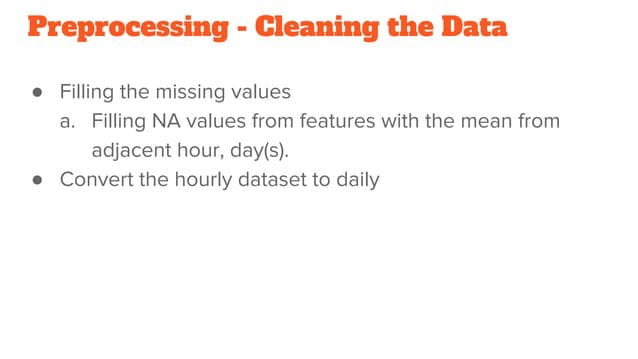 Preprocessing - Cleaning the Data
● Filling the missing values
a. Filling NA values from features with the mean from
adjacent hour, day(s).
● Convert the hourly dataset to daily